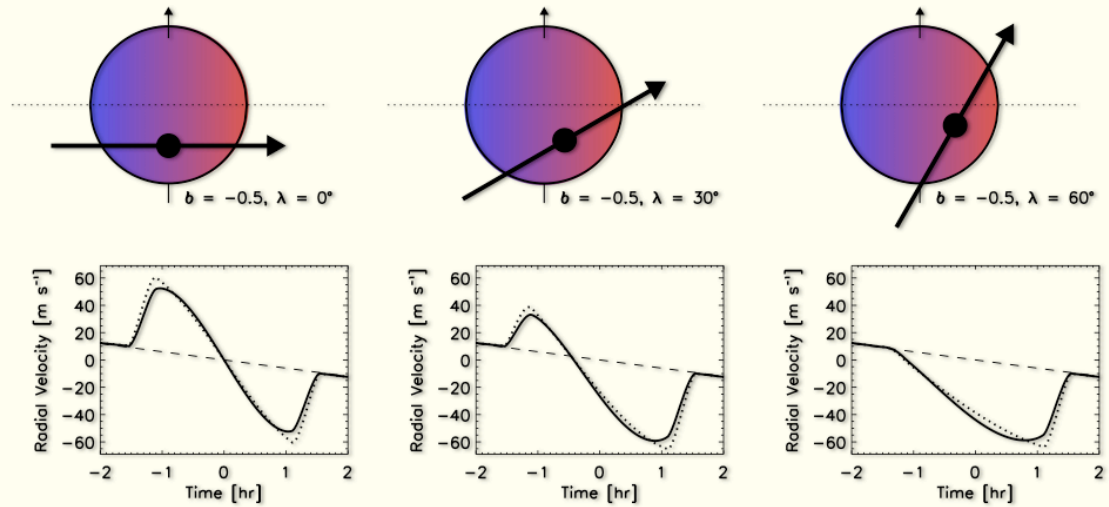 b = −0.5, λ = 0°
b = −0.5, λ = 30°
b = −0.5, λ = 60°
Radial Velocity [m s⁻¹]
60
40
20
0
−20
−40
−60
−2 −1 0 1 2
Time [hr]
Radial Velocity [m s⁻¹]
60
40
20
0
−20
−40
−60
−2 −1 0 1 2
Time [hr]
Radial Velocity [m s⁻¹]
60
40
20
0
−20
−40
−60
−2 −1 0 1 2
Time [hr]